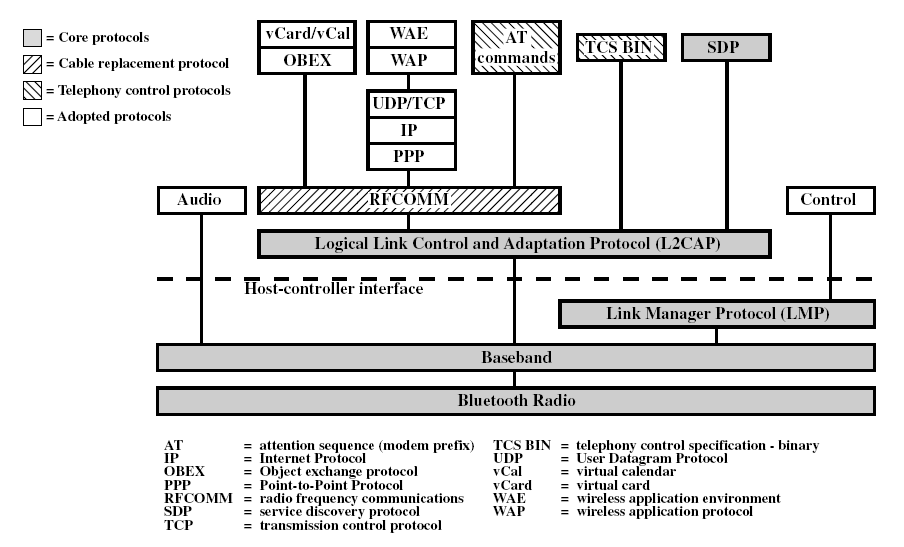 = Core protocols
= Cable replacement protocol
= Telephony control protocols
= Adopted protocols
vCard/vCal
OBEX
WAE
WAP
UDP/TCP
IP
PPP
AT
commands
TCS BIN
SDP
Audio
RFCOMM
Control
Logical Link Control and Adaptation Protocol (L2CAP)
Host-controller interface
Link Manager Protocol (LMP)
Baseband
Bluetooth Radio
AT = attention sequence (modem prefix)
IP = Internet Protocol
OBEX = Object exchange protocol
PPP = Point-to-Point Protocol
RFCOMM = radio frequency communications
SDP = service discovery protocol
TCP = transmission control protocol
TCS BIN = telephony control specification - binary
UDP = User Datagram Protocol
vCal = virtual calendar
vCard = virtual card
WAE = wireless application environment
WAP = wireless application protocol